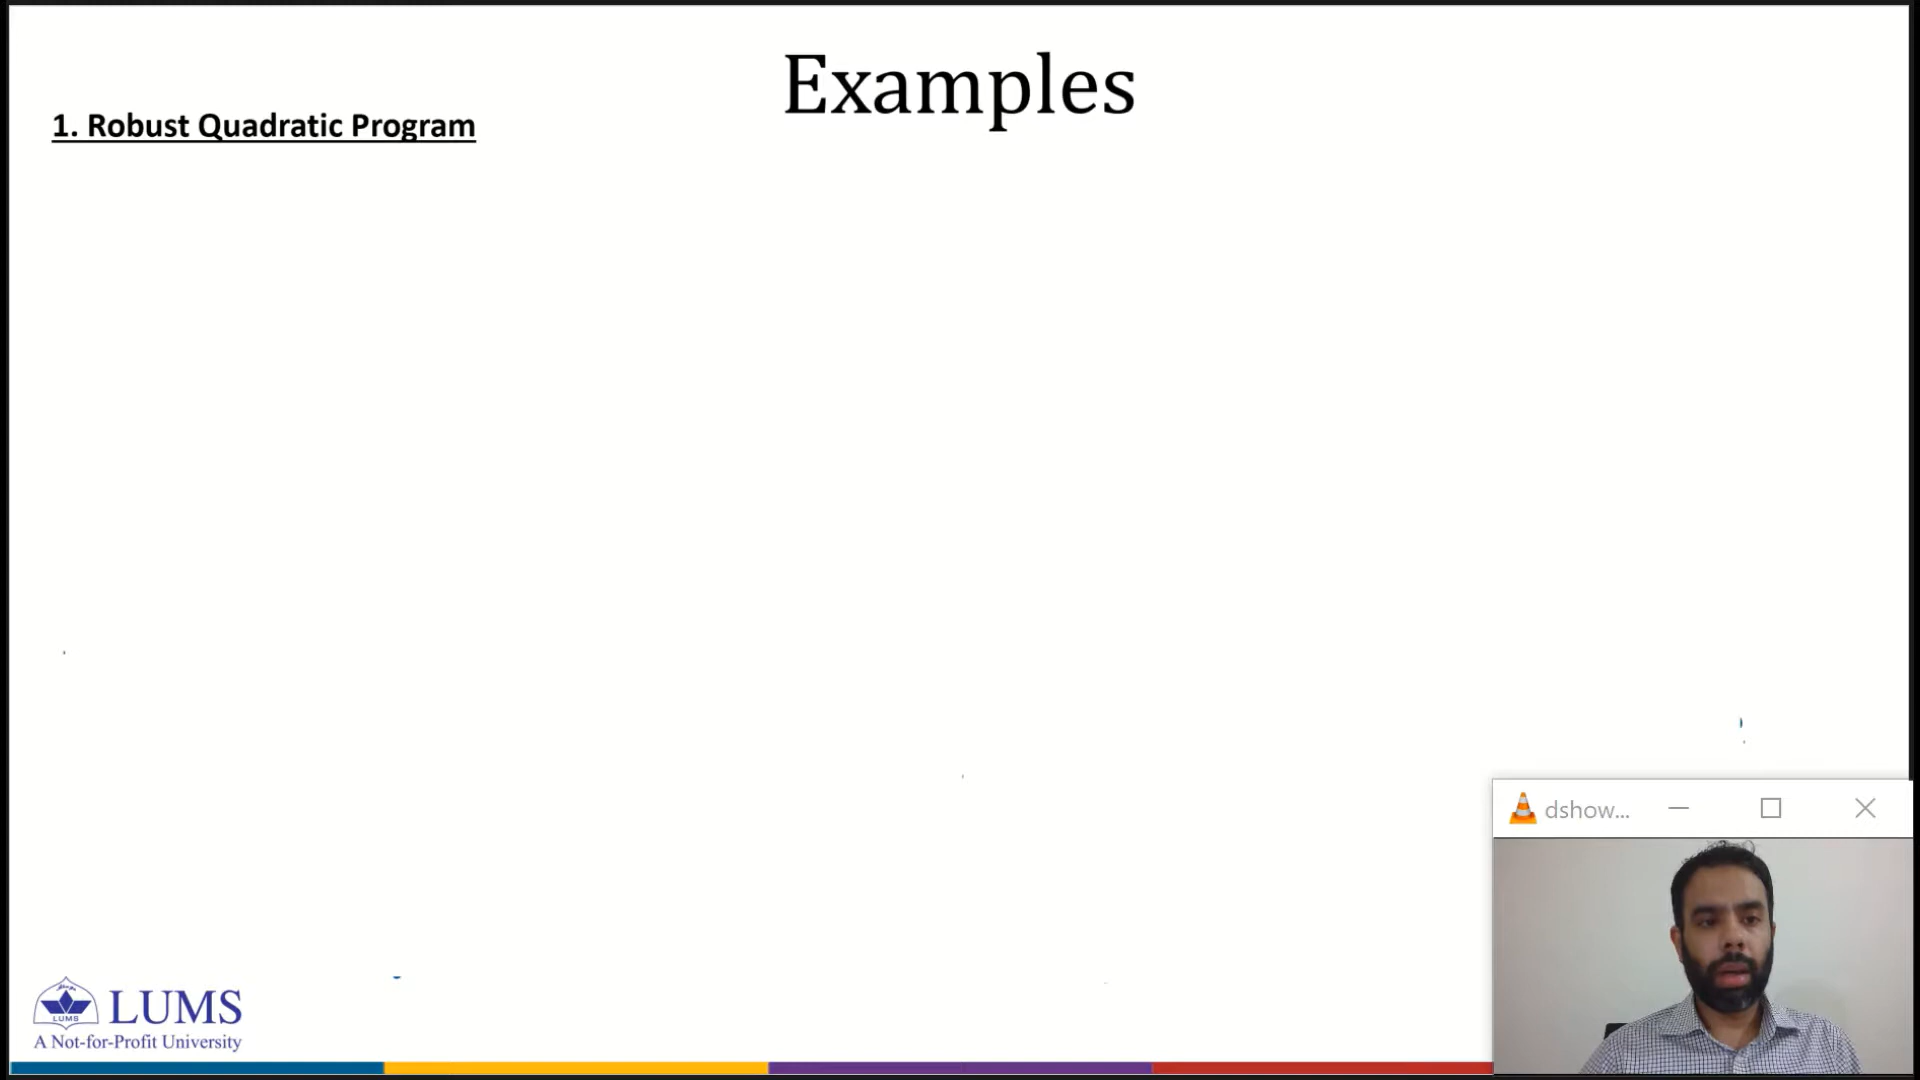 Examples
1. Robust Quadratic Program
LUMS
LUMS
A Not-for-Profit University
dshow...